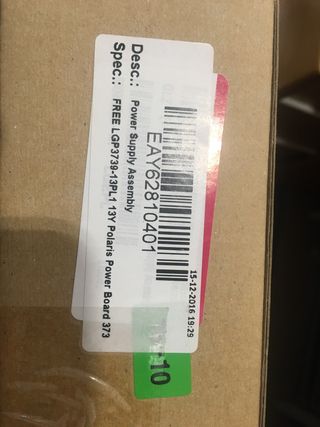 15-12-2016 19:29
EAY62810401
Desc.: Power Supply Assembly
Spec.: FREE LGP3739-13PL1 13Y Polaris Power Board 373
10